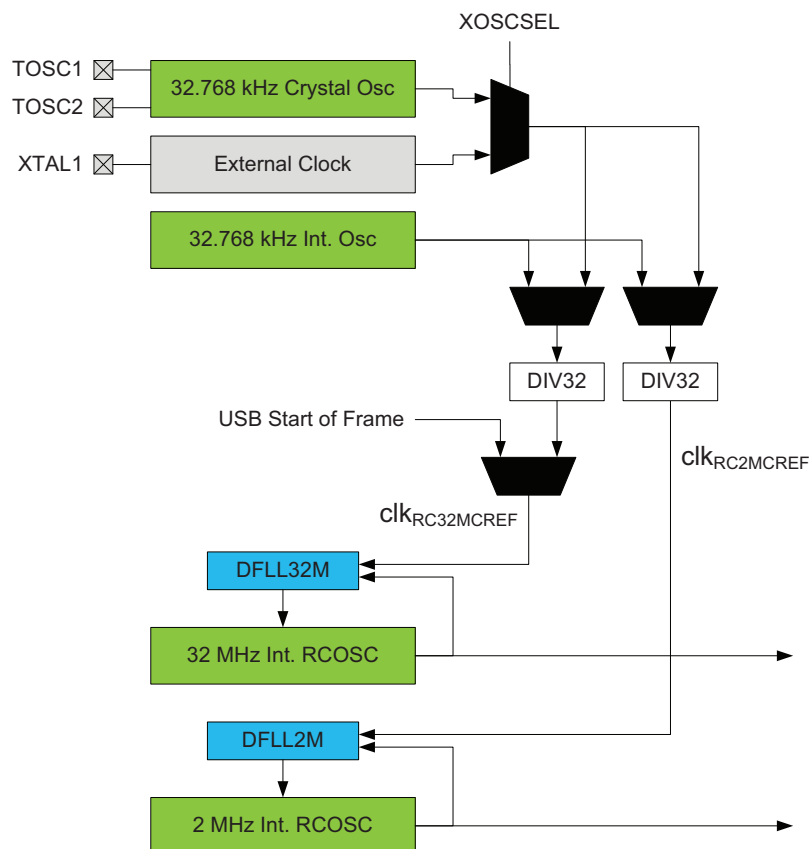 XOSCSEL
TOSC1
32.768 kHz Crystal Osc
TOSC2
XTAL1
External Clock
32.768 kHz Int. Osc
DIV32
DIV32
USB Start of Frame
clkRC2MCREF
clkRC32MCREF
DFLL32M
32 MHz Int. RCOSC
DFLL2M
2 MHz Int. RCOSC